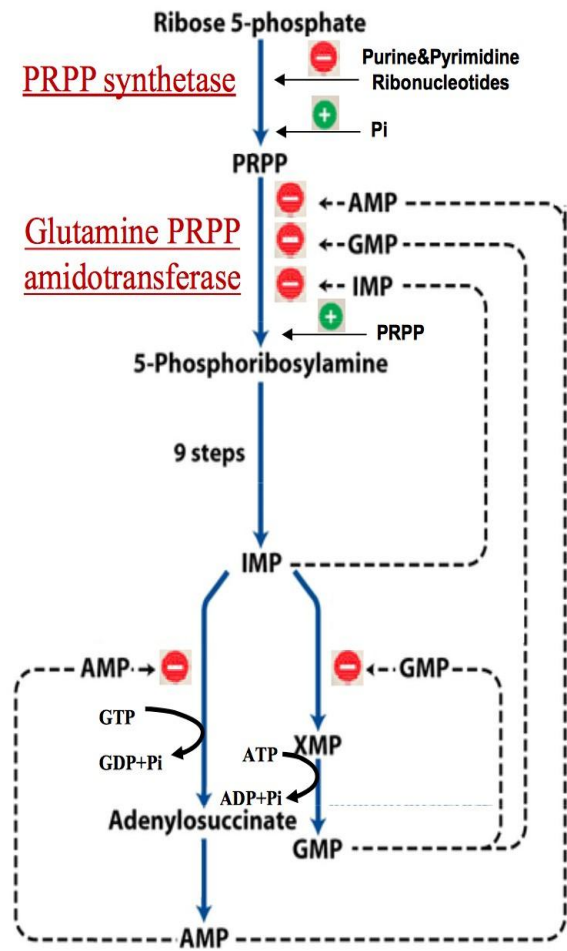 Ribose 5-phosphate
PRPP synthetase
− Purine&Pyrimidine
Ribonucleotides
+ Pi
PRPP
Glutamine PRPP
amidotransferase
− AMP
− GMP
− IMP
+ PRPP
5-Phosphoribosylamine
9 steps
IMP
AMP −
− GMP
GTP
GDP+Pi
XMP
ATP
ADP+Pi
Adenylosuccinate
GMP
AMP